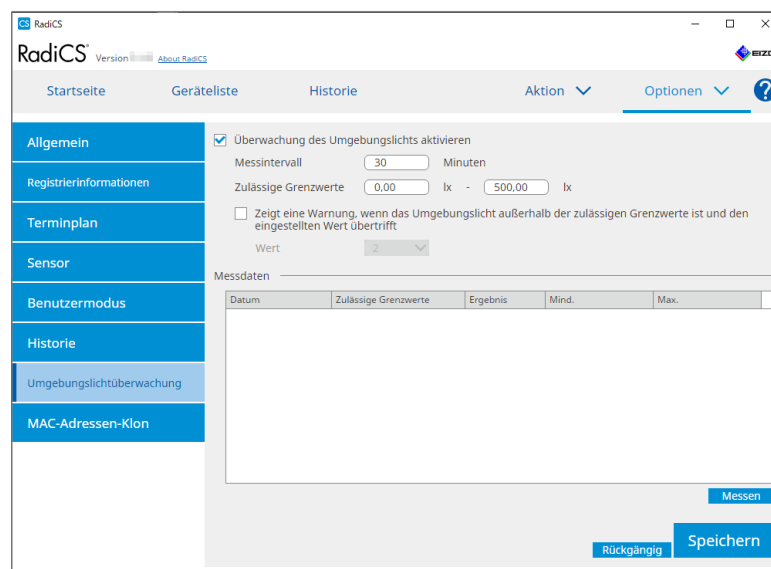 CS RadiCS
RadiCS® Version About RadiCS
Startseite Geräteliste Historie Aktion Optionen ?
Allgemein
Registrierinformationen
Terminplan
Sensor
Benutzermodus
Historie
Umgebungslichtüberwachung
MAC-Adressen-Klon
Überwachung des Umgebungslichts aktivieren
Messintervall 30 Minuten
Zulässige Grenzwerte 0,00 lx - 500,00 lx
Zeigt eine Warnung, wenn das Umgebungslicht außerhalb der zulässigen Grenzwerte ist und den
eingestellten Wert übertrifft
Wert 2
Messdaten
Datum Zulässige Grenzwerte Ergebnis Mind. Max.
Messen
Rückgängig Speichern